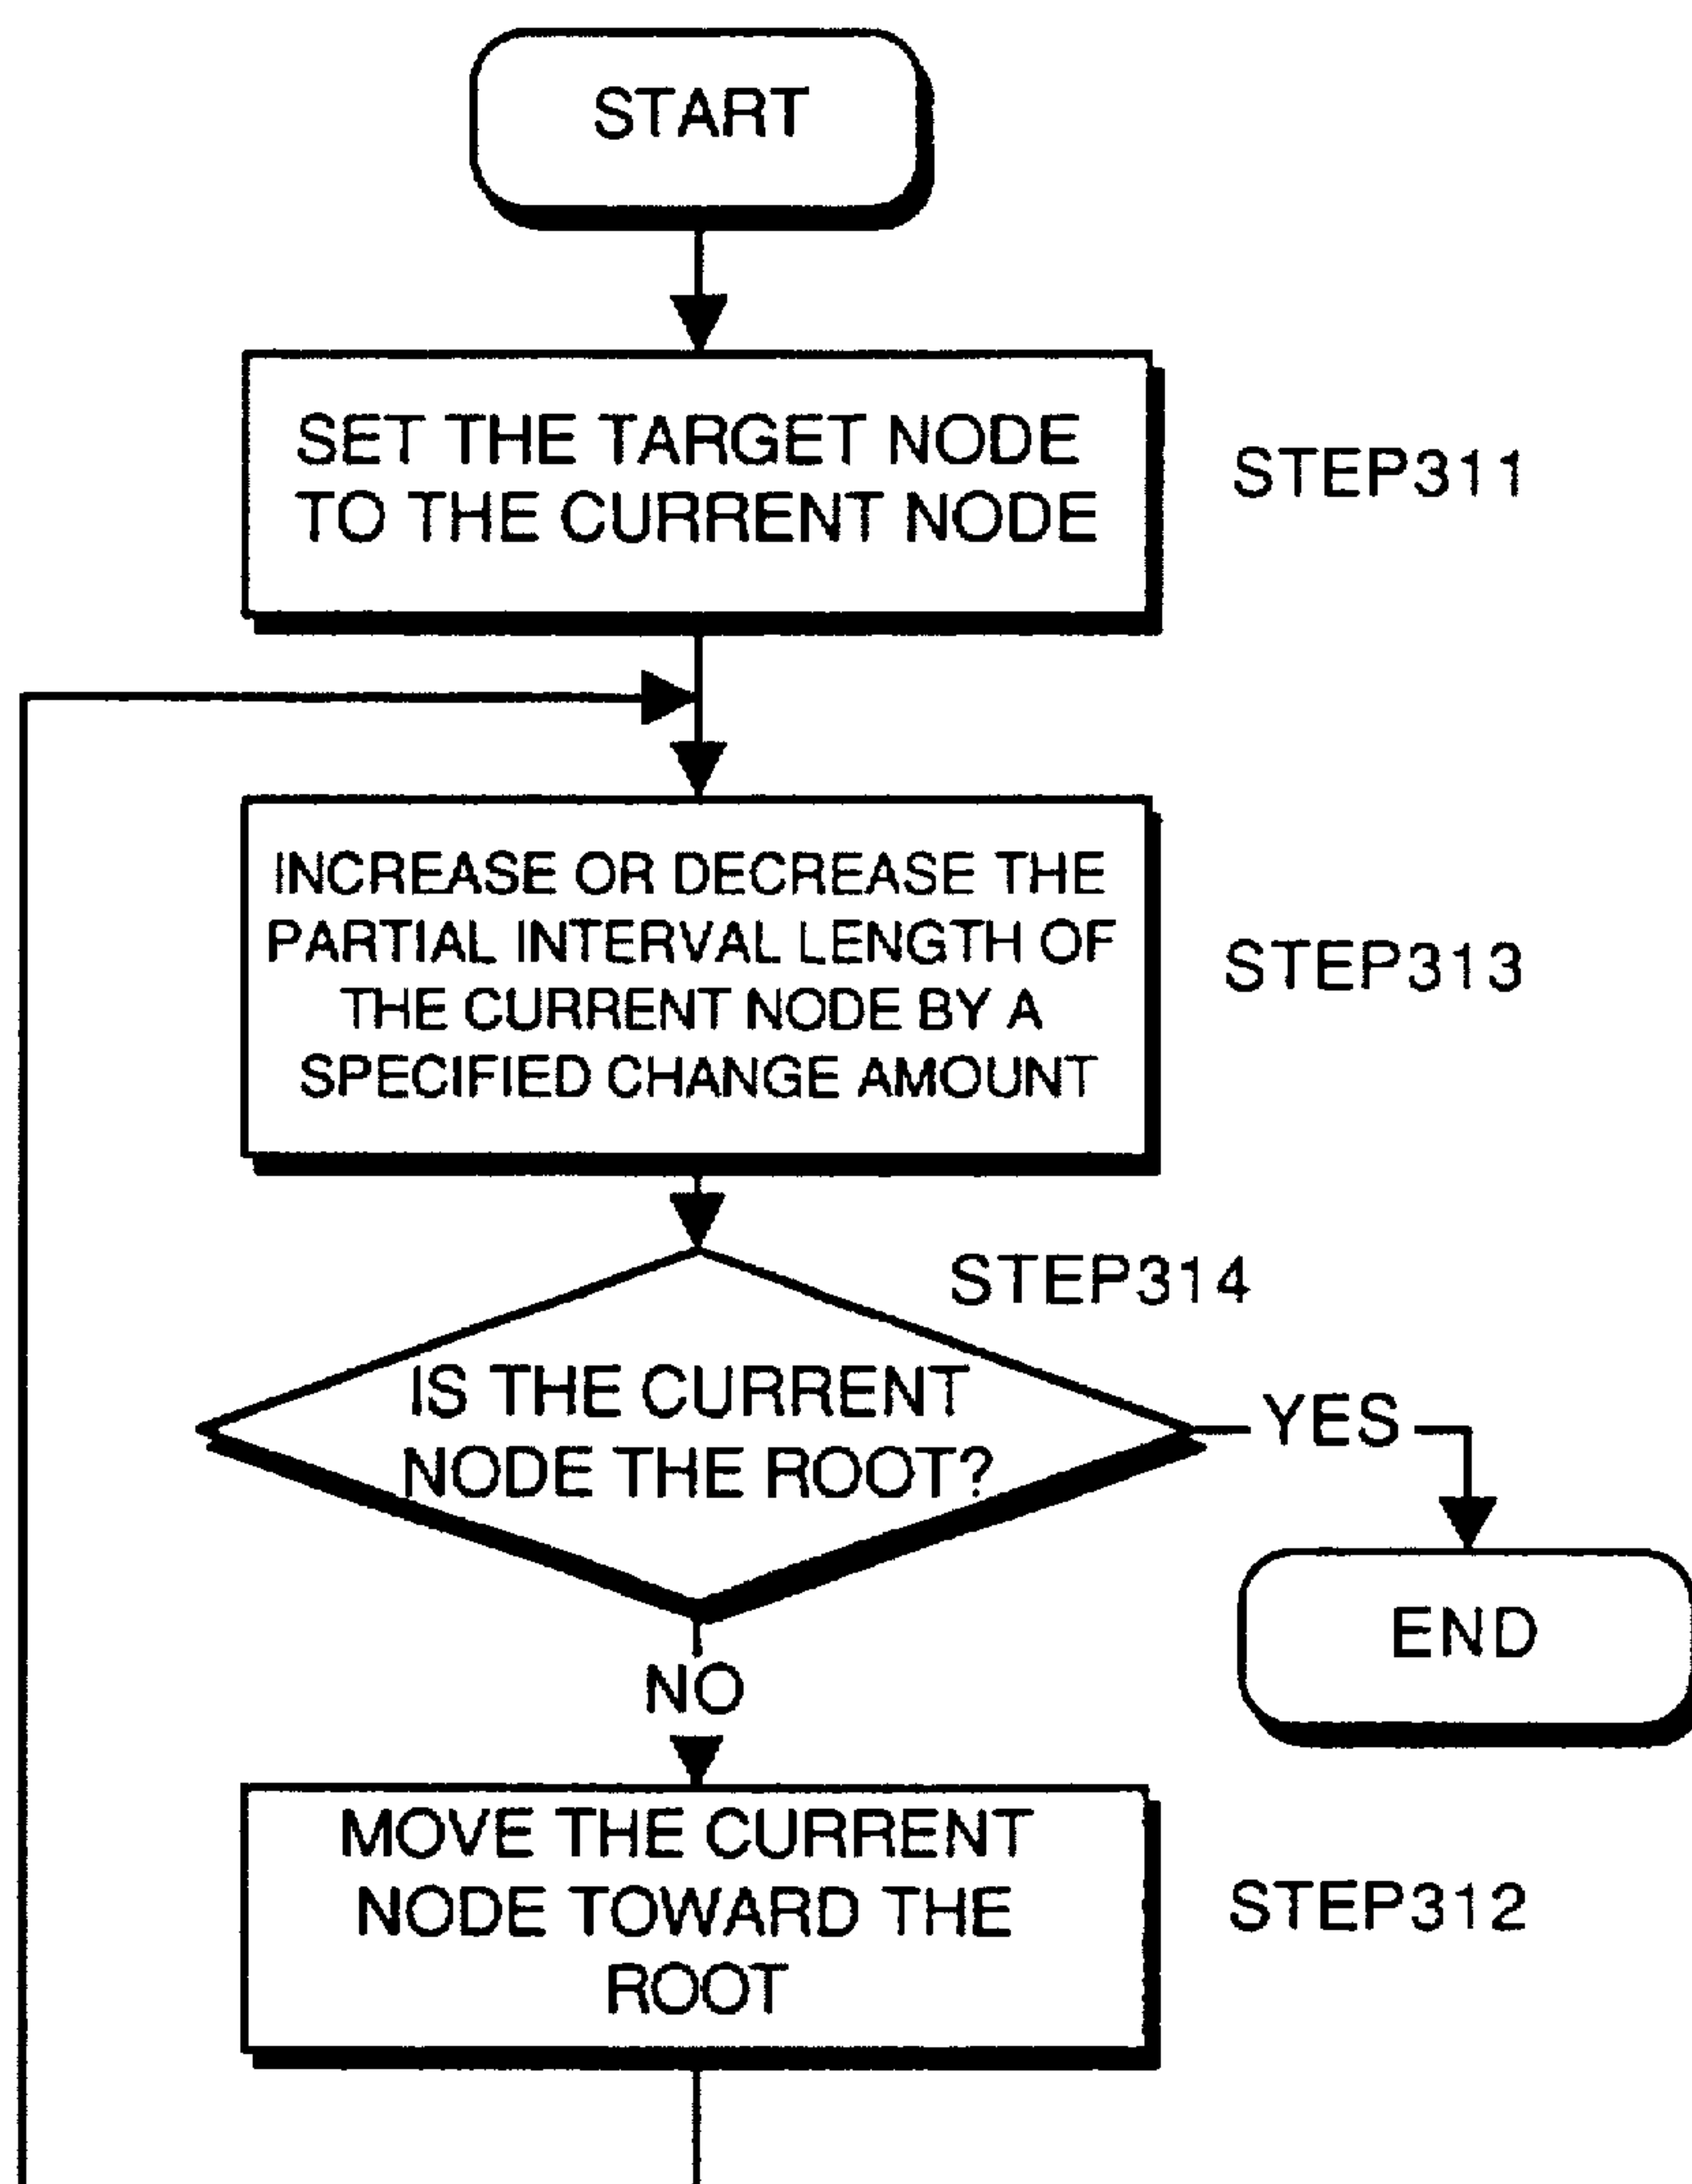 START
SET THE TARGET NODE
TO THE CURRENT NODE
STEP311
INCREASE OR DECREASE THE
PARTIAL INTERVAL LENGTH OF
THE CURRENT NODE BY A
SPECIFIED CHANGE AMOUNT
STEP313
STEP314
IS THE CURRENT
NODE THE ROOT?
YES
END
NO
MOVE THE CURRENT
NODE TOWARD THE
ROOT
STEP312